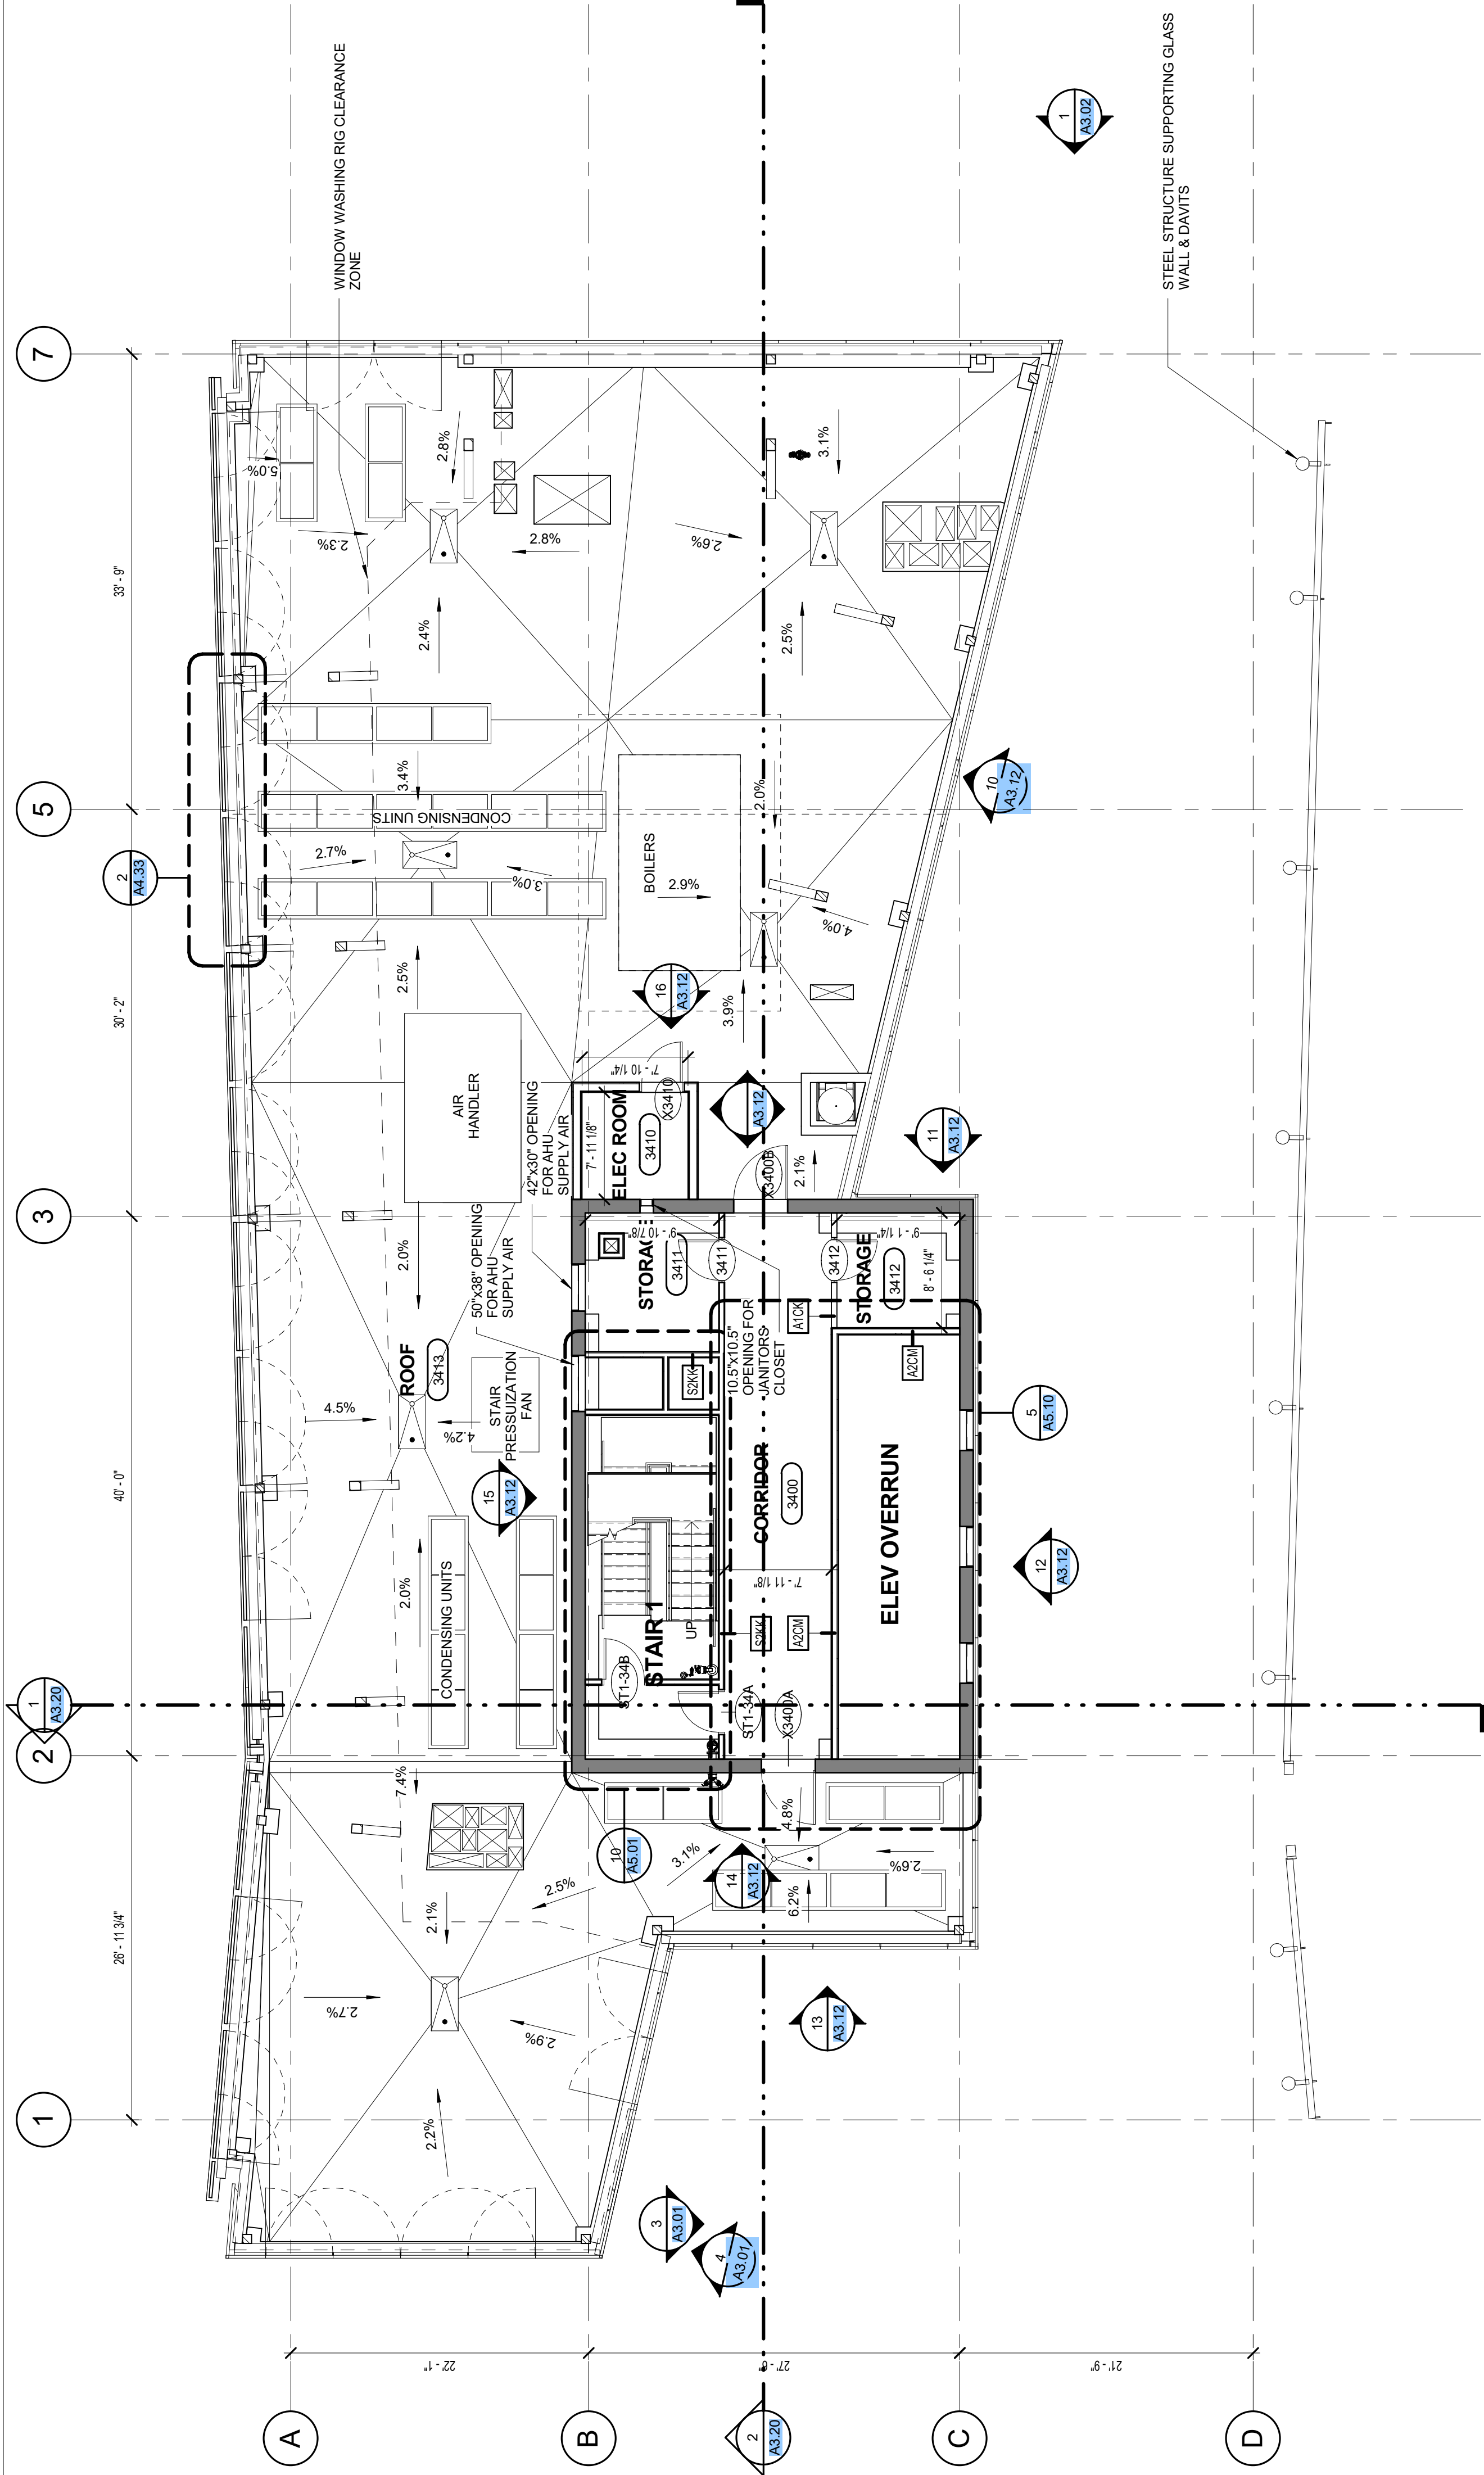 7
5
3
2
1
A
B
C
D
33' - 9"
30' - 2"
40' - 0"
26' - 11 3/4"
22' - 1"
27' - 6"
21' - 9"
WINDOW WASHING RIG CLEARANCE
ZONE
STEEL STRUCTURE SUPPORTING GLASS
WALL & DAVITS
1
A3.02
2
A4.33
10
A3.12
16
A3.12
A3.12
11
A3.12
5
A5.10
12
A3.12
15
A3.12
1
A3.20
10
A5.01
14
A3.12
13
A3.12
3
A3.01
4
A3.01
2
A3.20
5.0%
2.3%
2.8%
2.8%
2.6%
3.1%
2.4%
2.5%
3.4%
CONDENSING UNITS
2.7%
3.0%
2.0%
BOILERS
2.9%
4.0%
2.5%
3.9%
AIR
HANDLER
42"x30" OPENING
FOR AHU
SUPPLY AIR
50"x38" OPENING
FOR AHU
SUPPLY AIR
7' - 10 1/4"
7' - 11 1/8"
ELEC ROOM
3410
X3410
X3400B
2.1%
2.0%
9' - 10 7/8"
STORAG
3411
3411
3412
STORAGE
3412
9' - 1 1/4"
8' - 6 1/4"
10.5"x10.5"
OPENING FOR
JANITORS
CLOSET
A1CK
A2CM
S2KK
ROOF
3413
4.5%
4.2%
STAIR
PRESSUIZATION
FAN
CORRIDOR
3400
7' - 11 1/8"
ELEV OVERRUN
STAIR 1
UP
S2KK
A2CM
ST1-34B
ST1-34A
X3400A
2.0%
CONDENSING UNITS
7.4%
4.8%
3.1%
2.5%
2.6%
6.2%
2.1%
2.7%
2.9%
2.2%